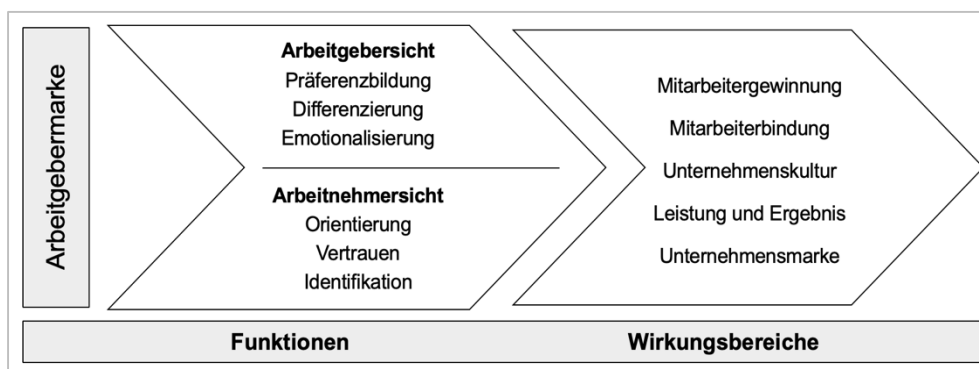 Arbeitgebermarke
Arbeitgebersicht
Präferenzbildung
Differenzierung
Emotionalisierung
Arbeitnehmersicht
Orientierung
Vertrauen
Identifikation
Mitarbeitergewinnung
Mitarbeiterbindung
Unternehmenskultur
Leistung und Ergebnis
Unternehmensmarke
Funktionen
Wirkungsbereiche